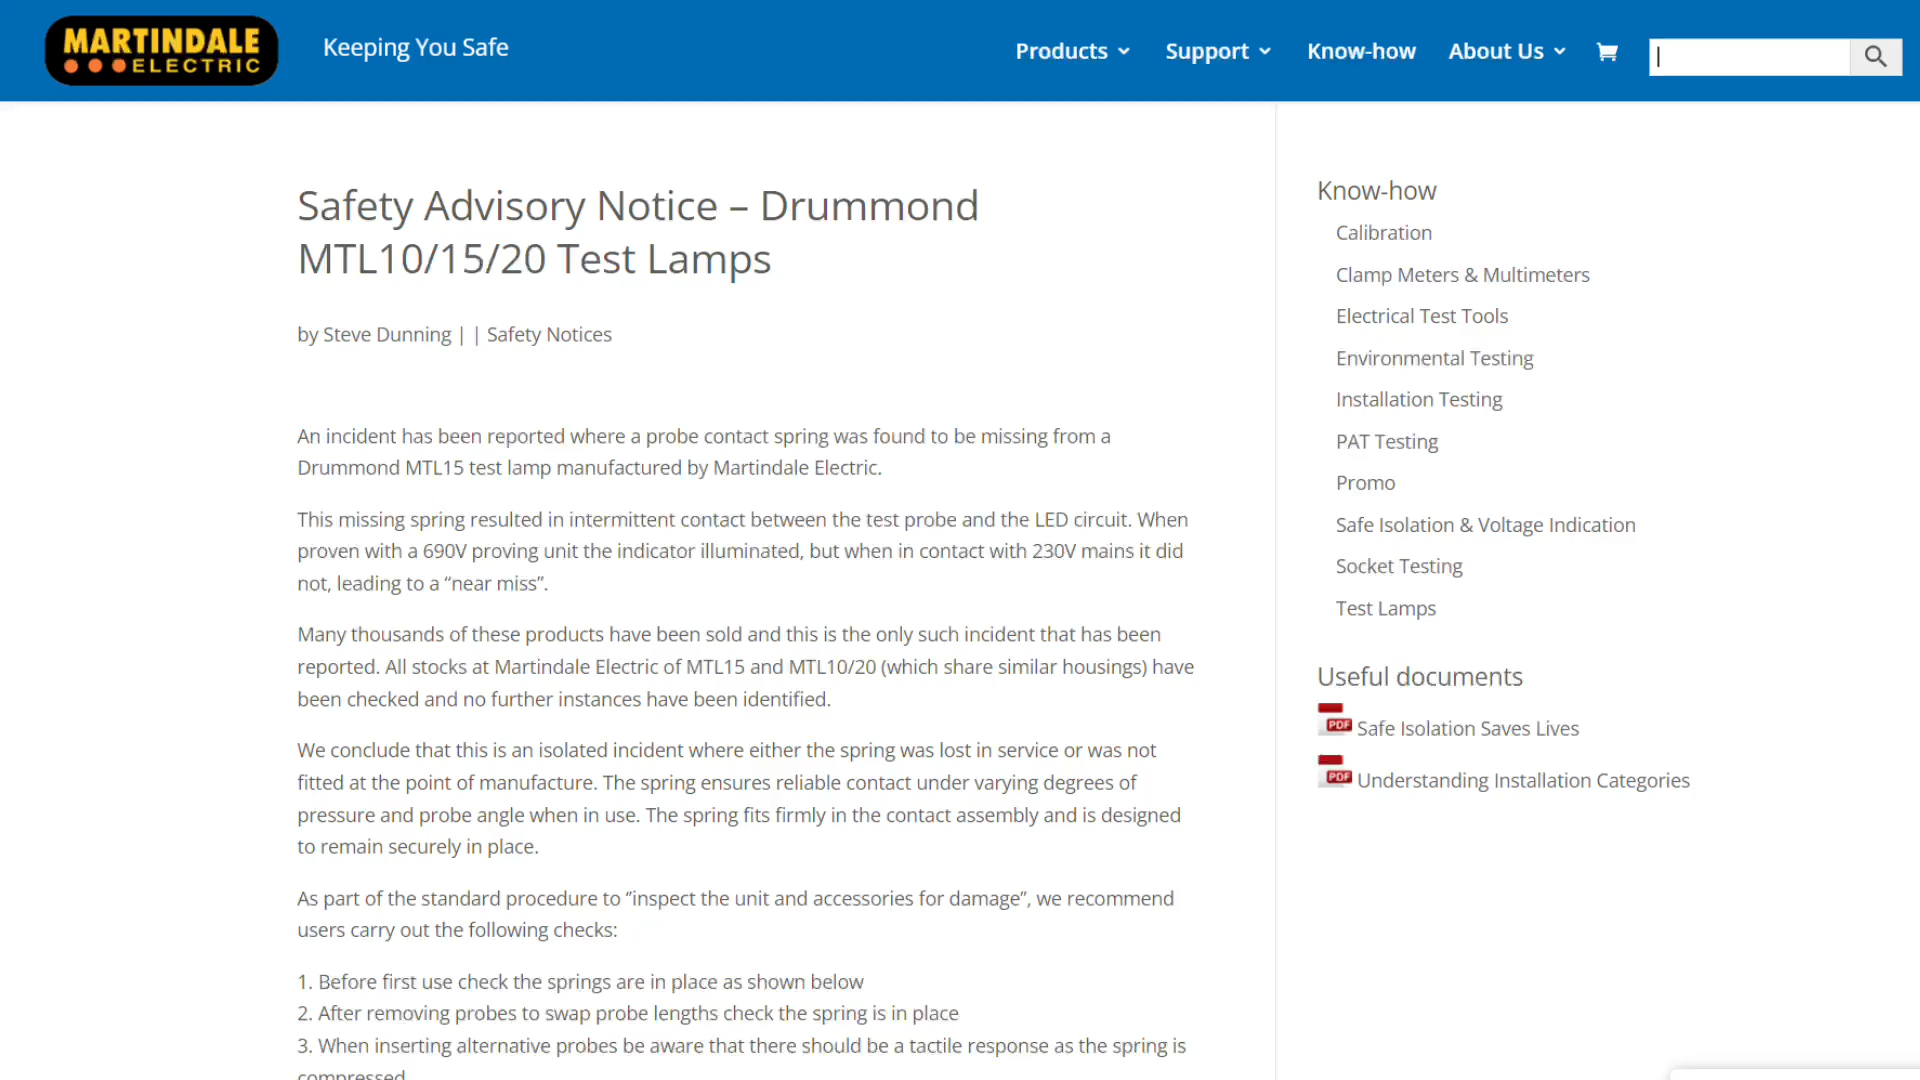 MARTINDALE
ELECTRIC
Keeping You Safe
Products
Support
Know-how
About Us
Safety Advisory Notice – Drummond
MTL10/15/20 Test Lamps
by Steve Dunning | | Safety Notices
An incident has been reported where a probe contact spring was found to be missing from a
Drummond MTL15 test lamp manufactured by Martindale Electric.
This missing spring resulted in intermittent contact between the test probe and the LED circuit. When
proven with a 690V proving unit the indicator illuminated, but when in contact with 230V mains it did
not, leading to a “near miss”.
Many thousands of these products have been sold and this is the only such incident that has been
reported. All stocks at Martindale Electric of MTL15 and MTL10/20 (which share similar housings) have
been checked and no further instances have been identified.
We conclude that this is an isolated incident where either the spring was lost in service or was not
fitted at the point of manufacture. The spring ensures reliable contact under varying degrees of
pressure and probe angle when in use. The spring fits firmly in the contact assembly and is designed
to remain securely in place.
As part of the standard procedure to “inspect the unit and accessories for damage”, we recommend
users carry out the following checks:
1. Before first use check the springs are in place as shown below
2. After removing probes to swap probe lengths check the spring is in place
3. When inserting alternative probes be aware that there should be a tactile response as the spring is
compressed
Know-how
Calibration
Clamp Meters & Multimeters
Electrical Test Tools
Environmental Testing
Installation Testing
PAT Testing
Promo
Safe Isolation & Voltage Indication
Socket Testing
Test Lamps
Useful documents
PDF Safe Isolation Saves Lives
PDF Understanding Installation Categories